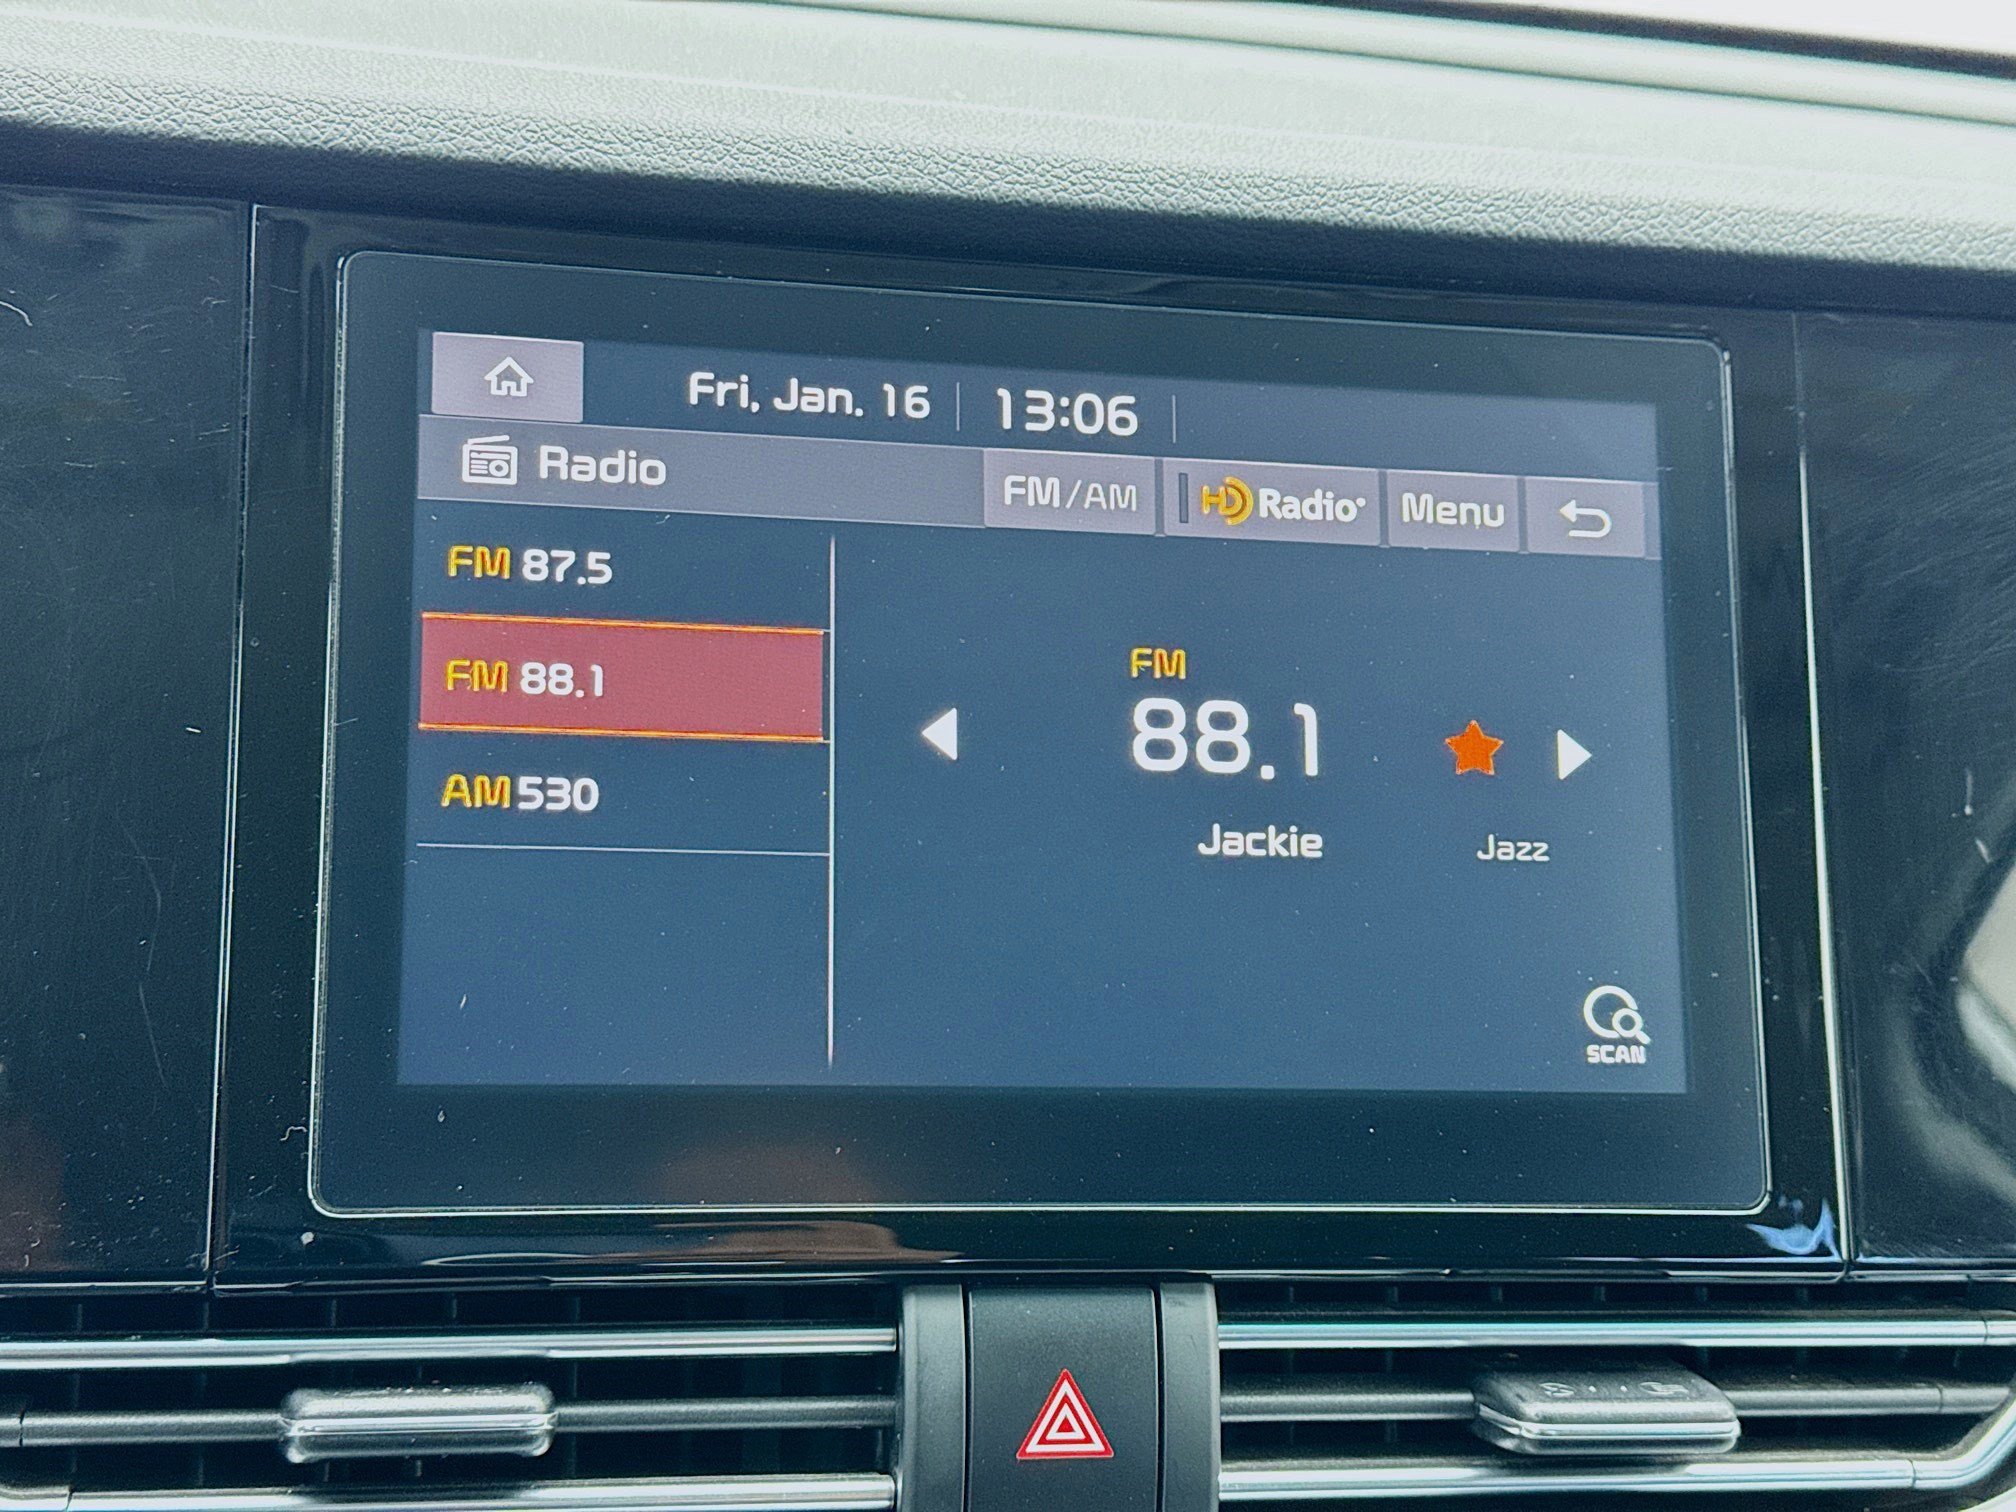 Fri, Jan. 16 13:06
Radio FM/AM HD Radio Menu
FM 87.5
FM 88.1
AM 530
FM
88.1
Jackie Jazz
SCAN